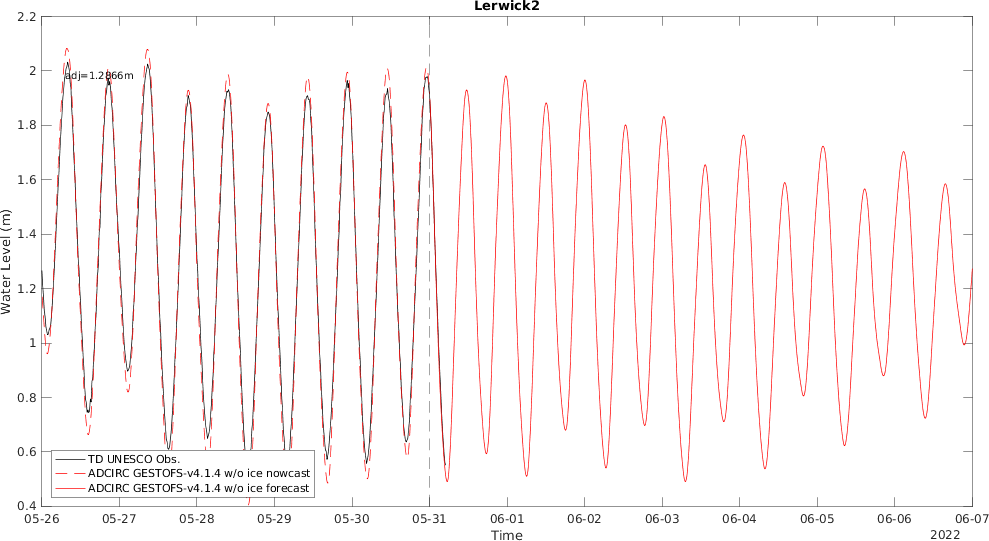 Lerwick2
2.2
2
1.8
1.6
1.4
1.2
1
0.8
0.6
0.4
Water Level (m)
adj=1.2866m
TD UNESCO Obs.
ADCIRC GESTOFS-v4.1.4 w/o ice nowcast
ADCIRC GESTOFS-v4.1.4 w/o ice forecast
05-26 05-27 05-28 05-29 05-30 05-31 06-01 06-02 06-03 06-04 06-05 06-06 06-07
Time
2022